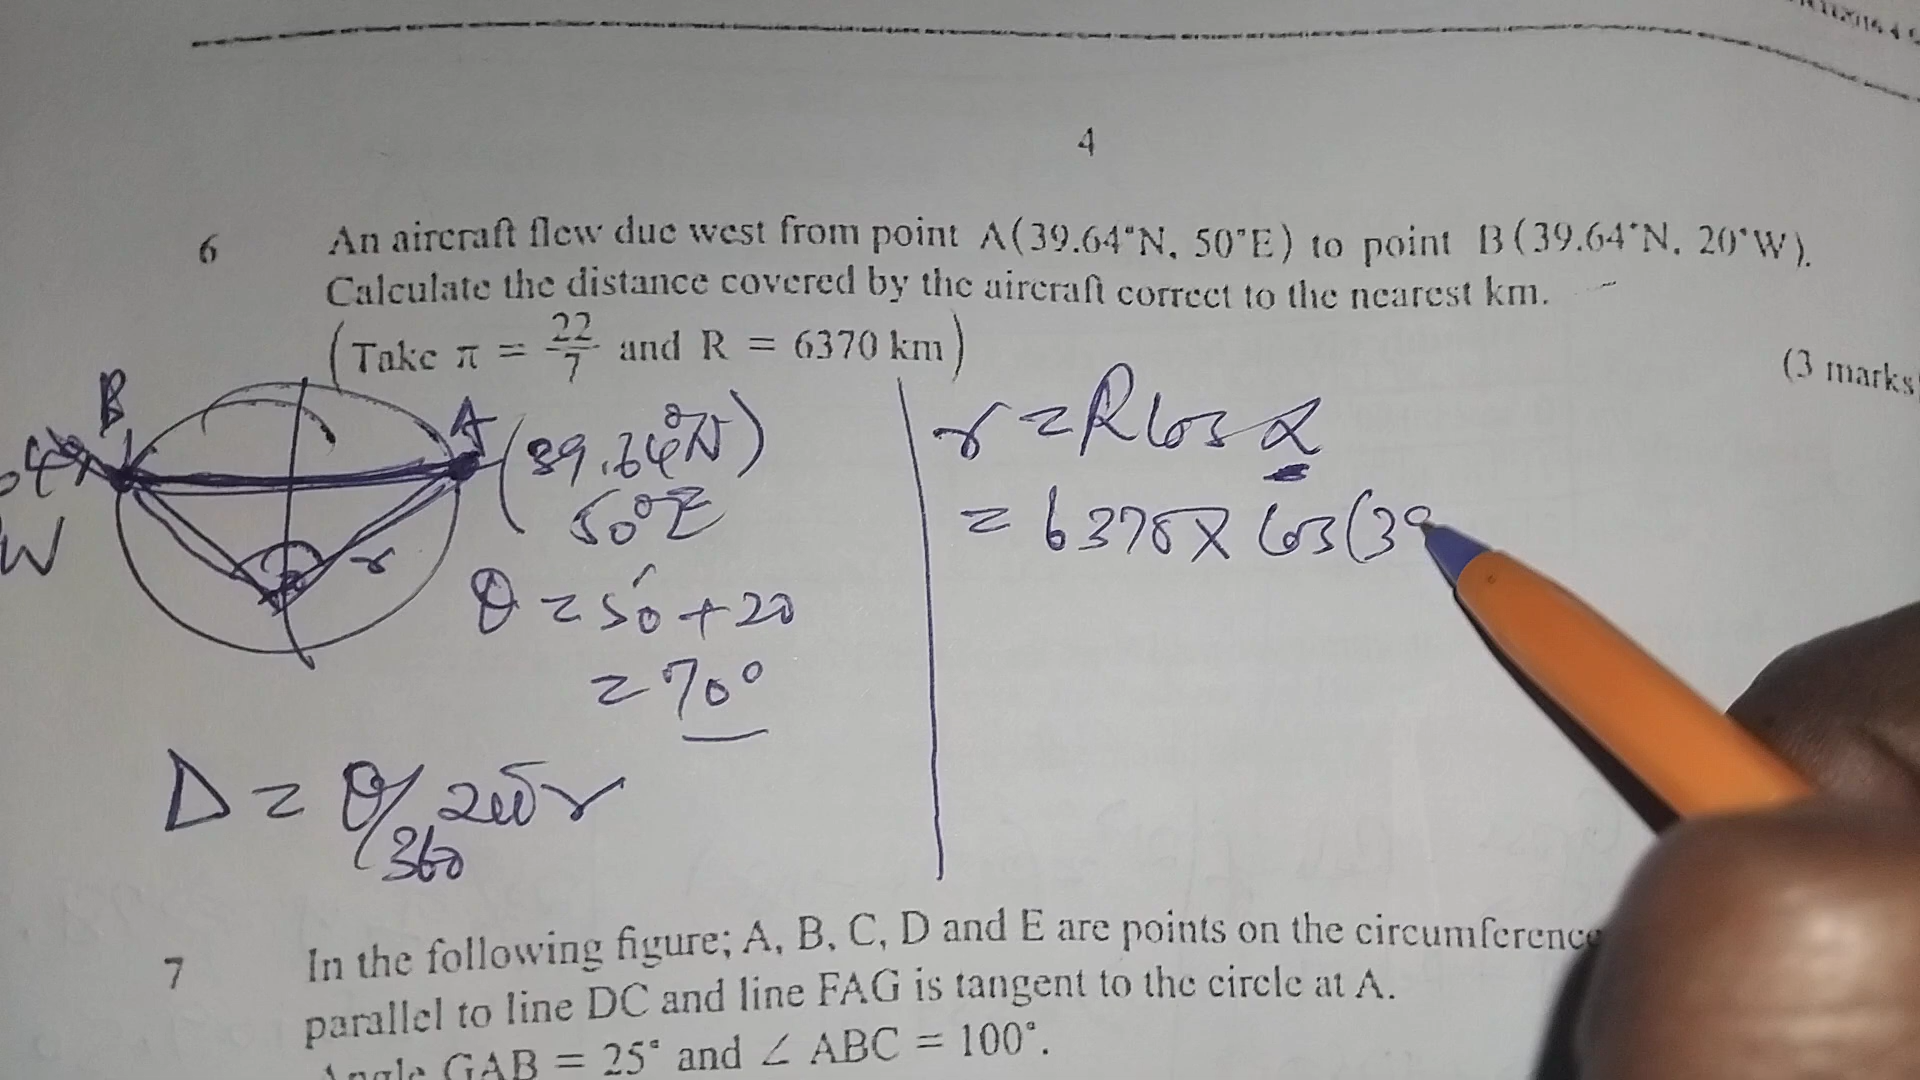 4
6 An aircraft flew due west from point A(39.64°N, 50°E) to point B(39.64°N, 20°W).
Calculate the distance covered by the aircraft correct to the nearest km.
(Take π = 22/7 and R = 6370 km)
(3 marks
B
A (39.64°N)
50°E
W
r
θ = 50 + 20
= 70°
D = θ/360 2πr
r = R cos α
= 6370 x cos(39
7 In the following figure; A, B, C, D and E are points on the circumference
parallel to line DC and line FAG is tangent to the circle at A.
Angle GAB = 25° and ∠ ABC = 100°.